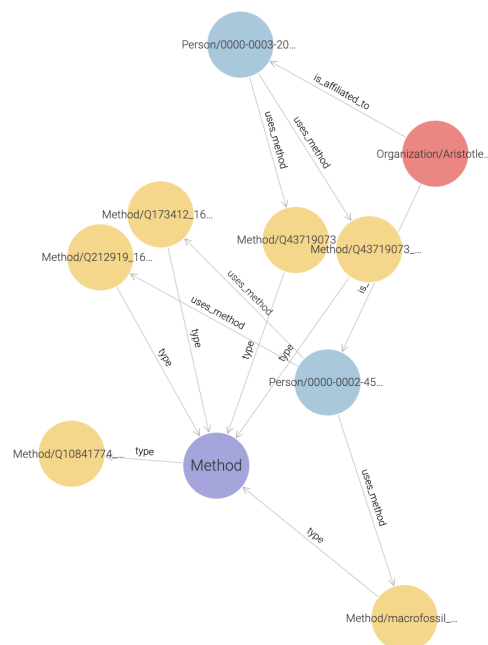 Person/0000-0003-20...
is_affiliated_to
uses_method
uses_method
Organization/Aristotle...
Method/Q173412_16...
Method/Q43719073
Method/Q43719073_...
Method/Q212919_16...
uses_method
is_
uses_method
type
type
type
type
Person/0000-0002-45...
Method/Q10841774_...
type
Method
uses_method
type
Method/macrofossil_...